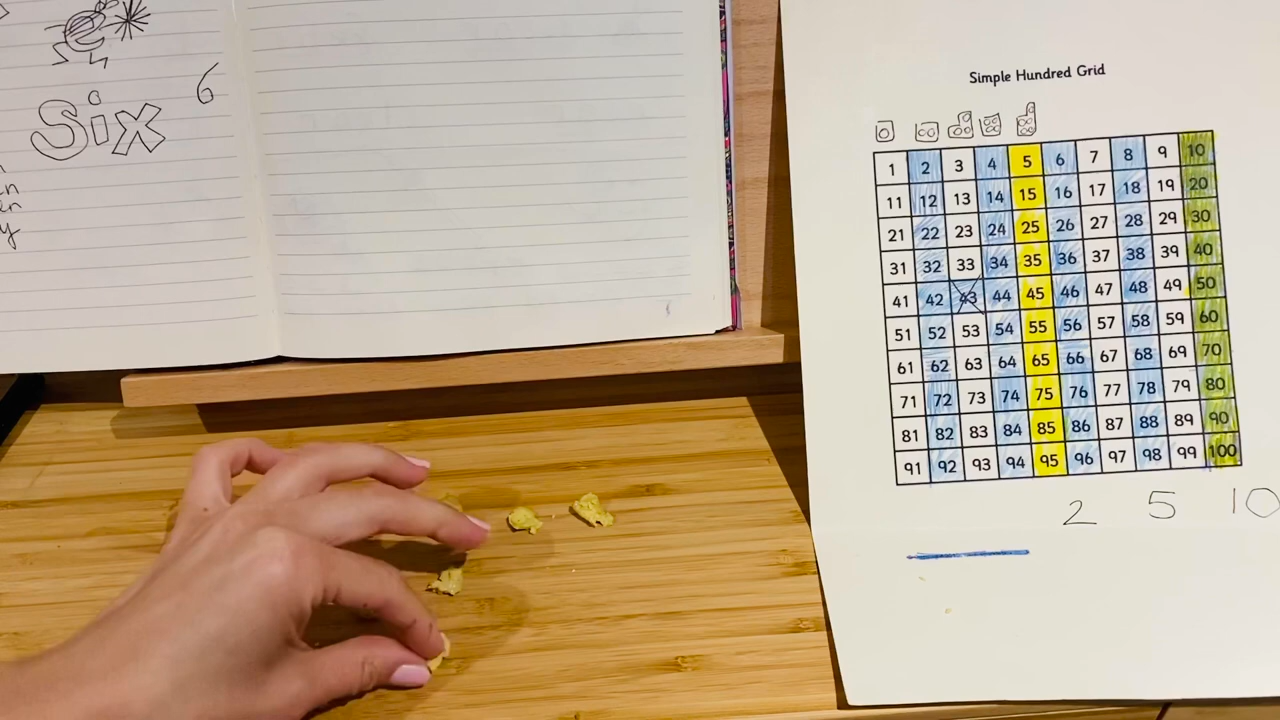 6
Six
Simple Hundred Grid
1 2 3 4 5 6 7 8 9 10
11 12 13 14 15 16 17 18 19 20
21 22 23 24 25 26 27 28 29 30
31 32 33 34 35 36 37 38 39 40
41 42 43 44 45 46 47 48 49 50
51 52 53 54 55 56 57 58 59 60
61 62 63 64 65 66 67 68 69 70
71 72 73 74 75 76 77 78 79 80
81 82 83 84 85 86 87 88 89 90
91 92 93 94 95 96 97 98 99 100
2 5 10